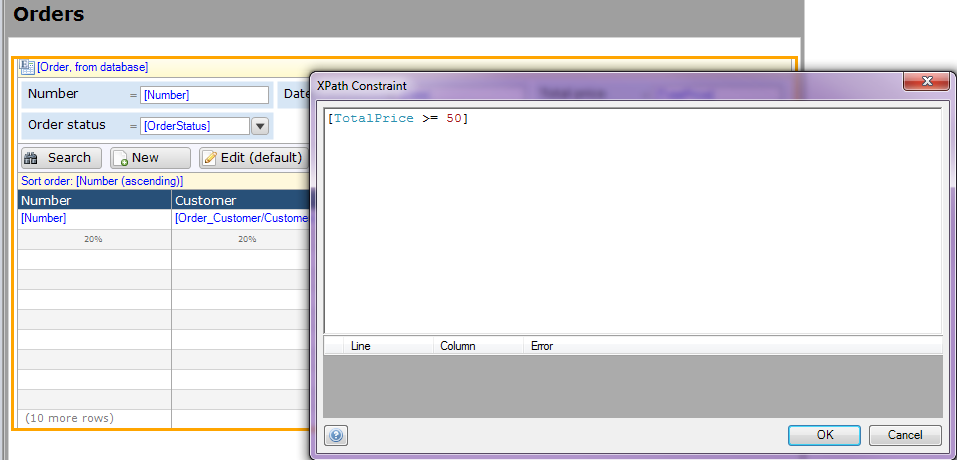 Orders
[Order, from database]
Number = [Number] Date
Order status = [OrderStatus]
Search New Edit (default)
Sort order: [Number (ascending)]
Number Customer
[Number] [Order_Customer/Custome
20% 20%
(10 more rows)
XPath Constraint
[TotalPrice >= 50]
Line Column Error
OK Cancel